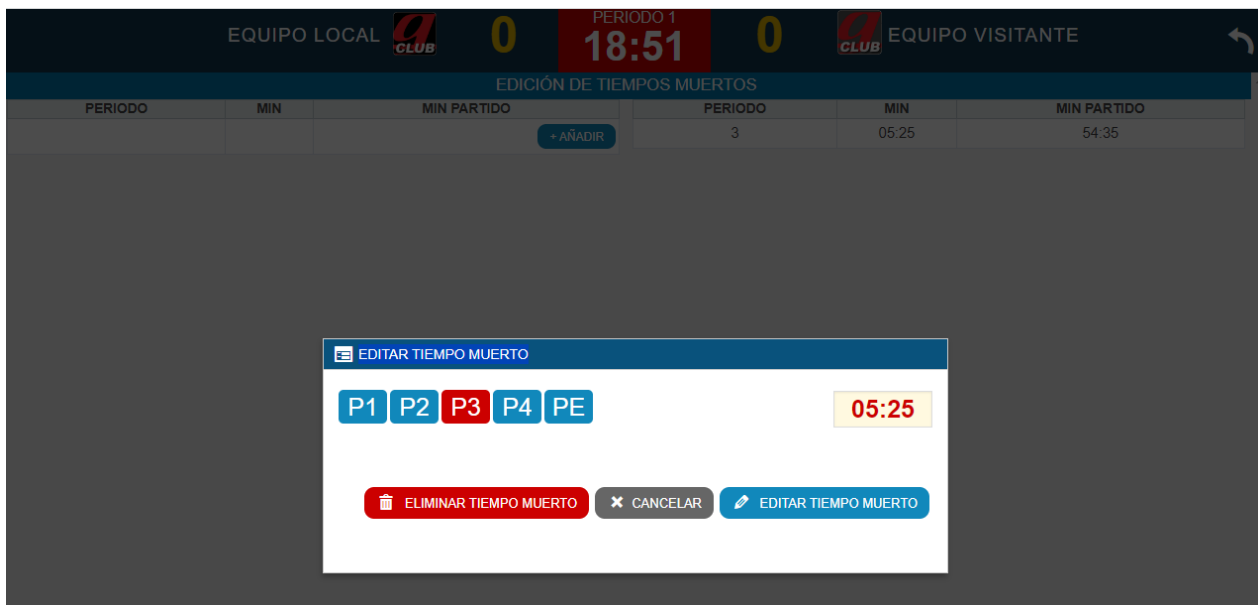 PERIODO 1
EQUIPO LOCAL CLUB 0 18:51 0 CLUB EQUIPO VISITANTE
EDICIÓN DE TIEMPOS MUERTOS
PERIODO MIN MIN PARTIDO PERIODO MIN MIN PARTIDO
+ AÑADIR 3 05:25 54:35
EDITAR TIEMPO MUERTO
P1 P2 P3 P4 PE 05:25
ELIMINAR TIEMPO MUERTO CANCELAR EDITAR TIEMPO MUERTO